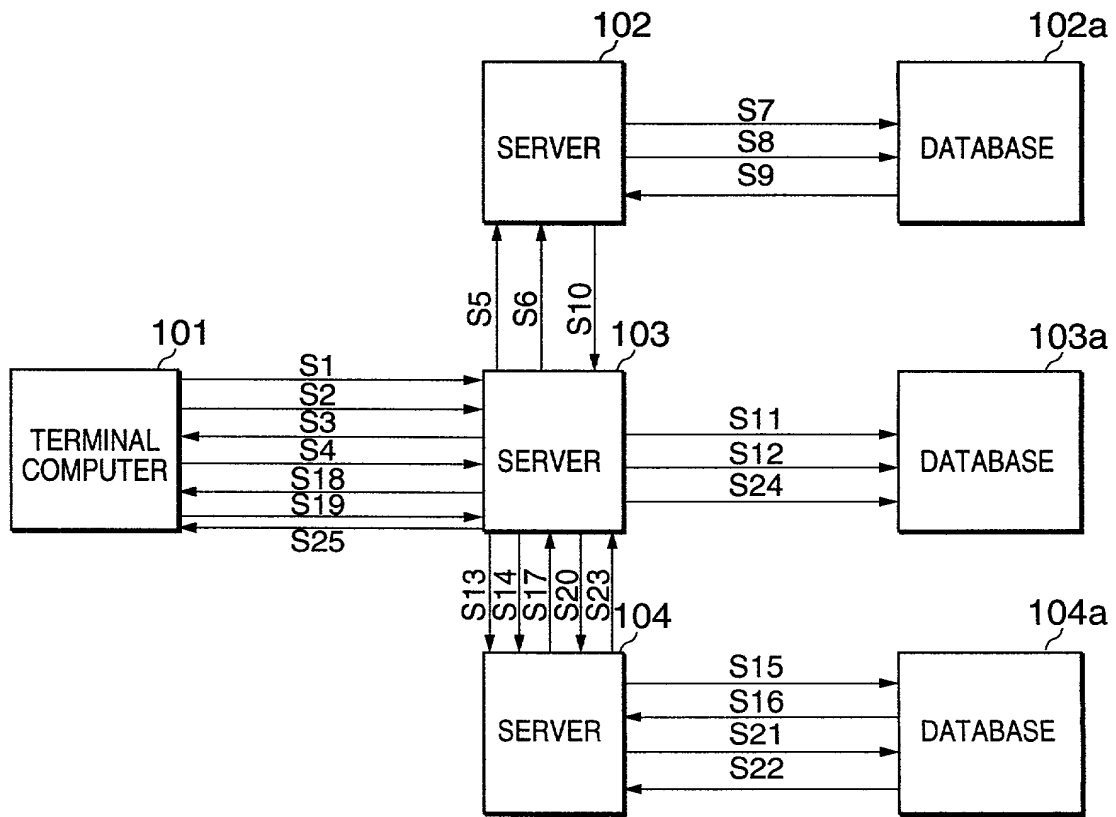 102
102a
SERVER
S7
S8
S9
DATABASE
S5
S6
S10
101
103
103a
TERMINAL
COMPUTER
S1
S2
S3
S4
S18
S19
S25
SERVER
S11
S12
S24
DATABASE
S13
S14
S17
S20
S23
104
104a
SERVER
S15
S16
S21
S22
DATABASE